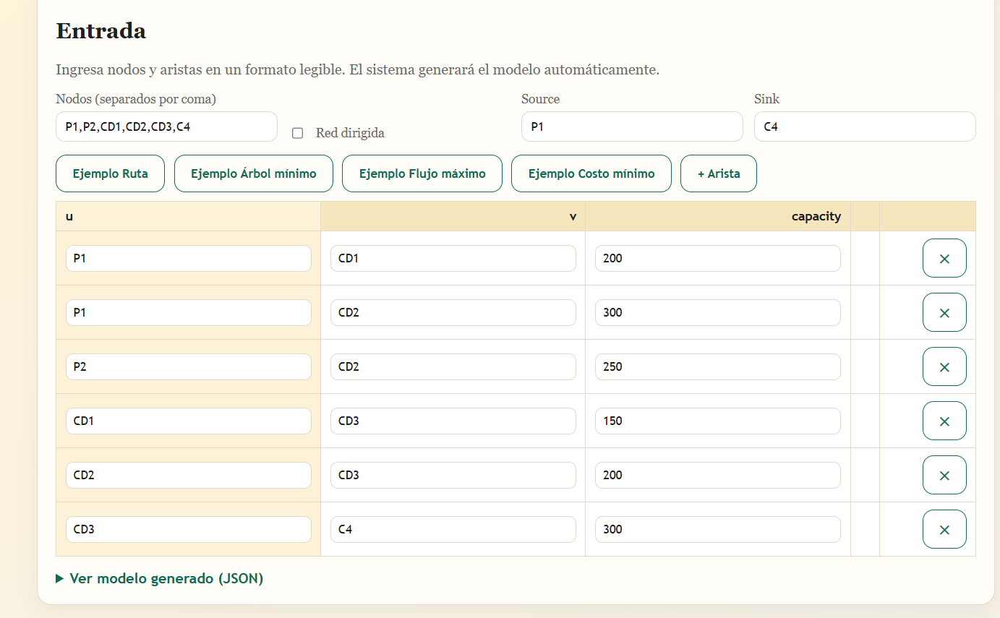 Entrada
Ingresa nodos y aristas en un formato legible. El sistema generará el modelo automáticamente.
Nodos (separados por coma)
Source
Sink
P1,P2,CD1,CD2,CD3,C4
Red dirigida
P1
C4
Ejemplo Ruta
Ejemplo Árbol mínimo
Ejemplo Flujo máximo
Ejemplo Costo mínimo
+ Arista
u v capacity
P1 CD1 200 ×
P1 CD2 300 ×
P2 CD2 250 ×
CD1 CD3 150 ×
CD2 CD3 200 ×
CD3 C4 300 ×
▶ Ver modelo generado (JSON)